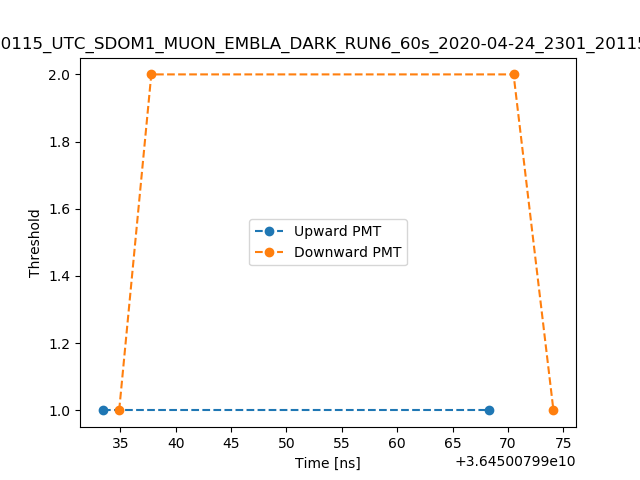 0115_UTC_SDOM1_MUON_EMBLA_DARK_RUN6_60s_2020-04-24_2301_20115
2.0
1.8
1.6
1.4
1.2
1.0
Threshold
Upward PMT
Downward PMT
35 40 45 50 55 60 65 70 75
Time [ns]
+3.64500799e10